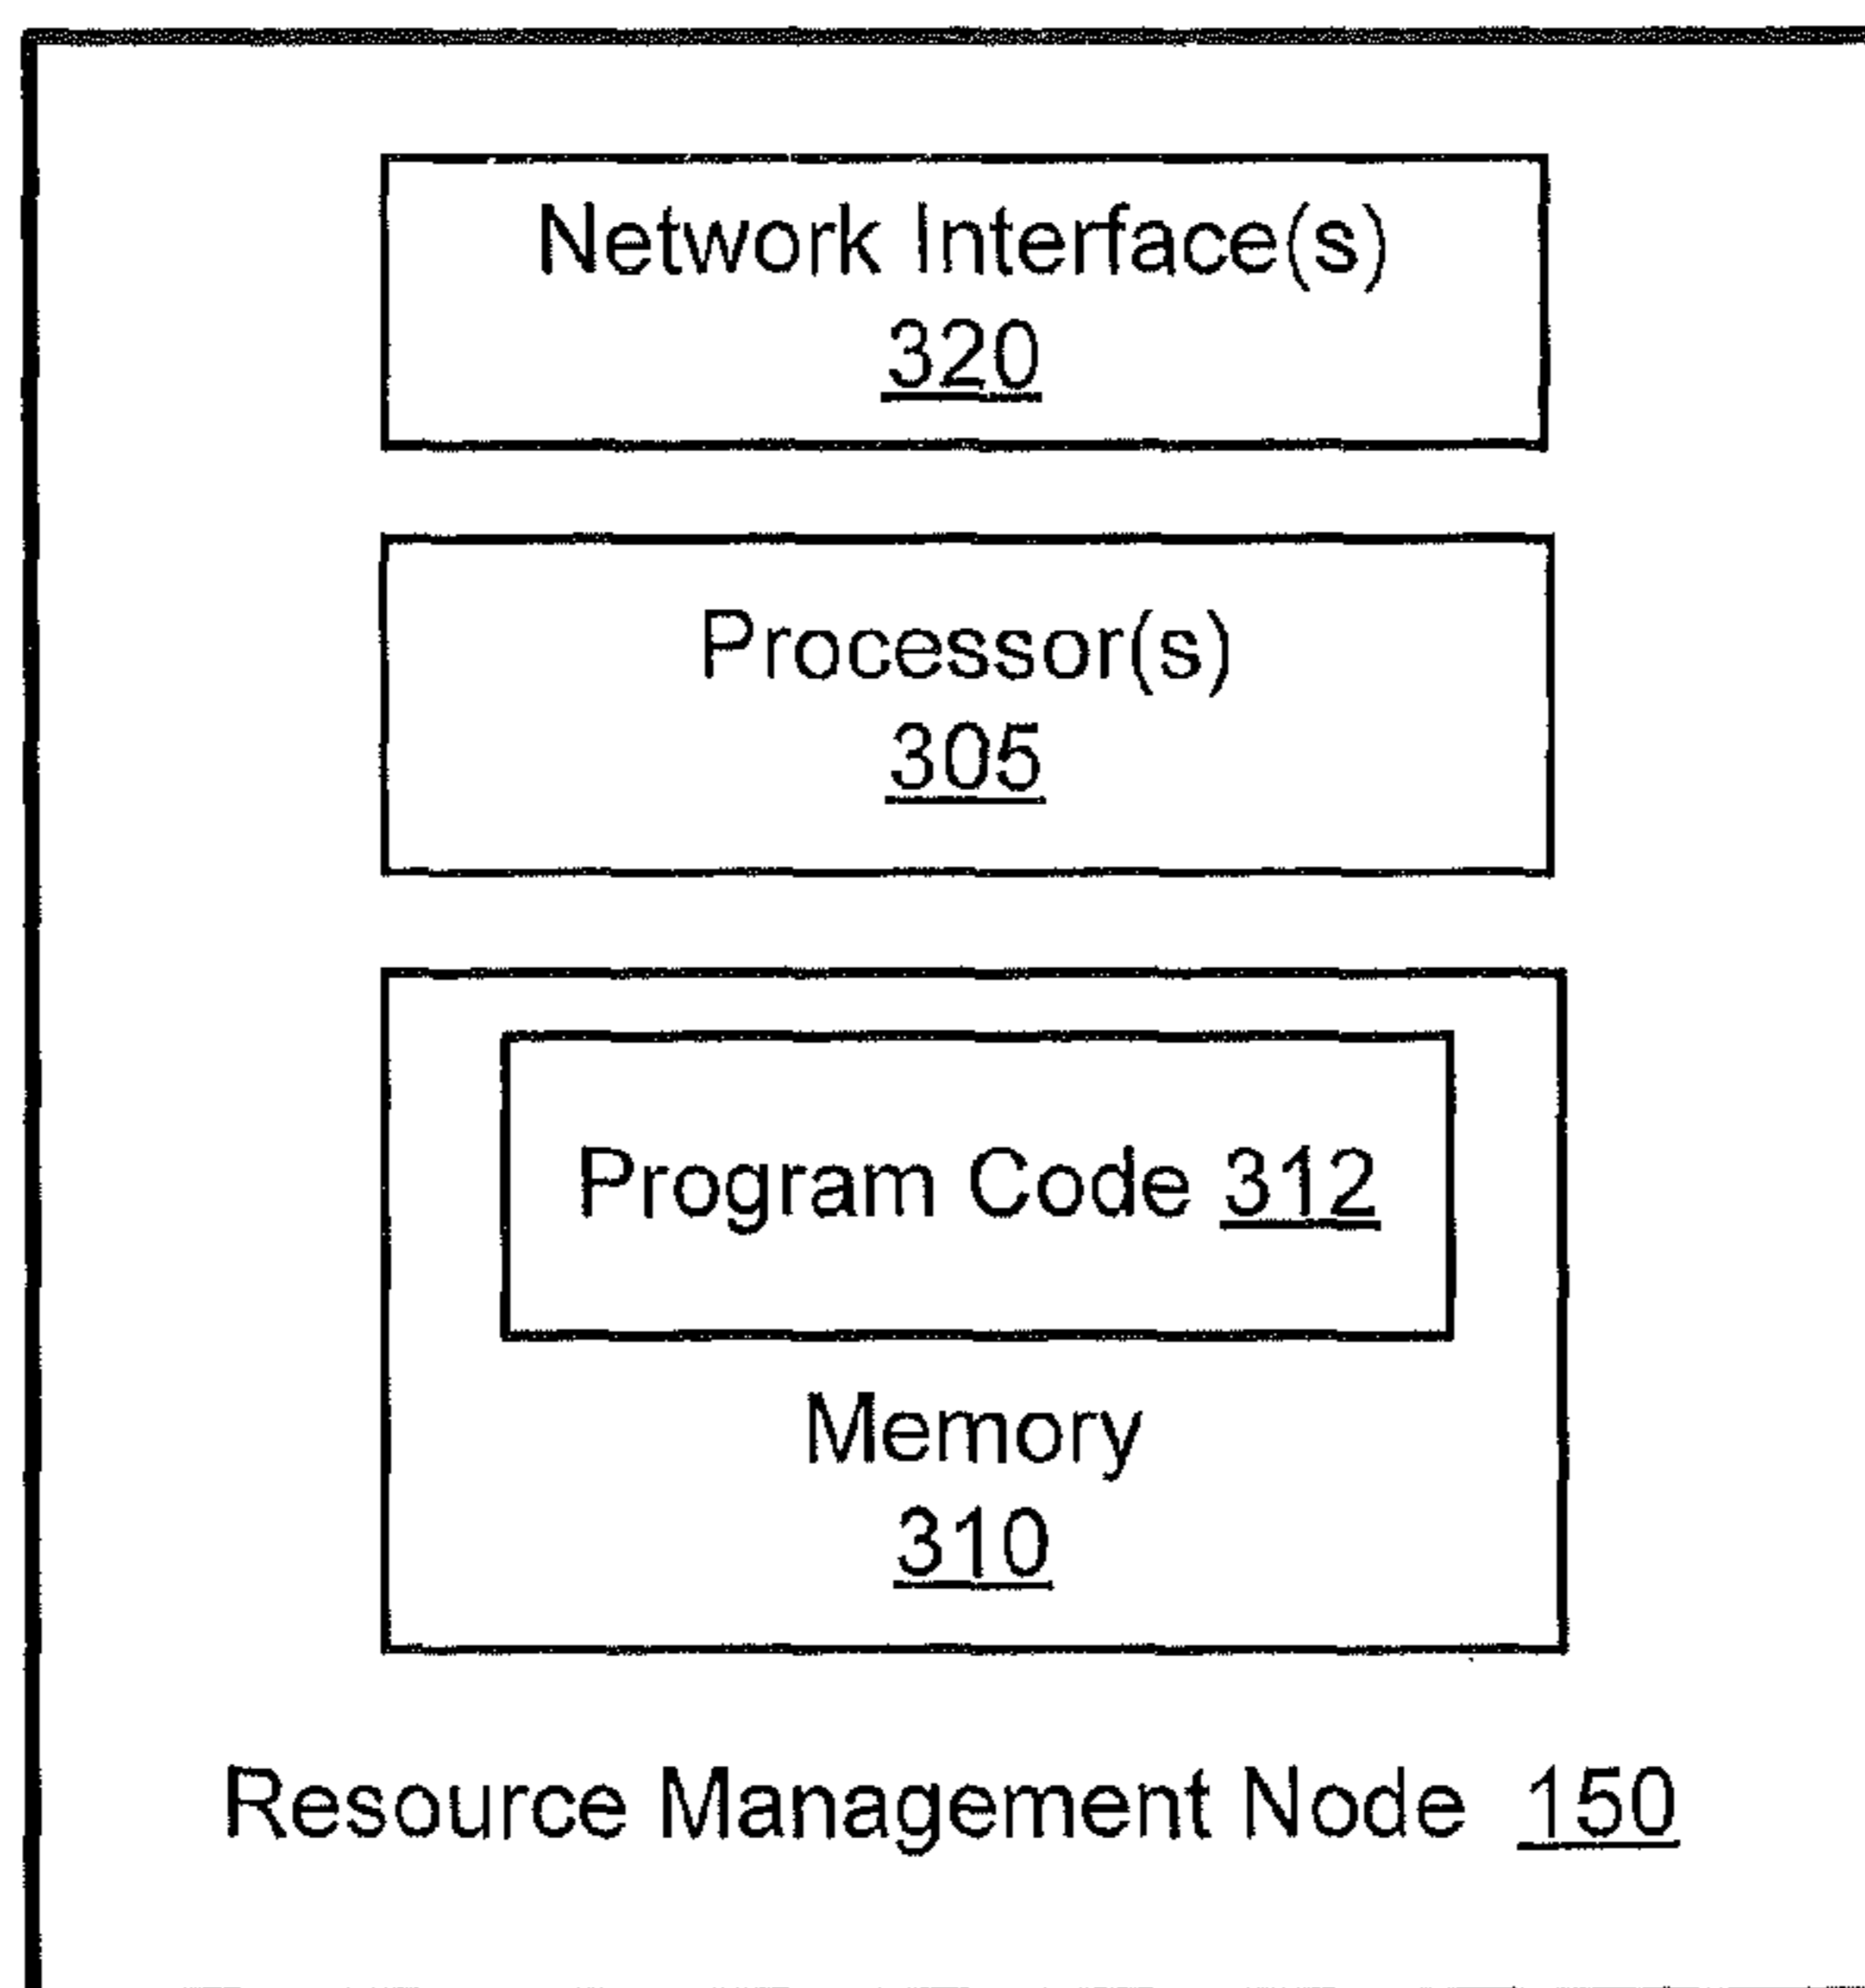 Network Interface(s)
320
Processor(s)
305
Program Code 312
Memory
310
Resource Management Node 150